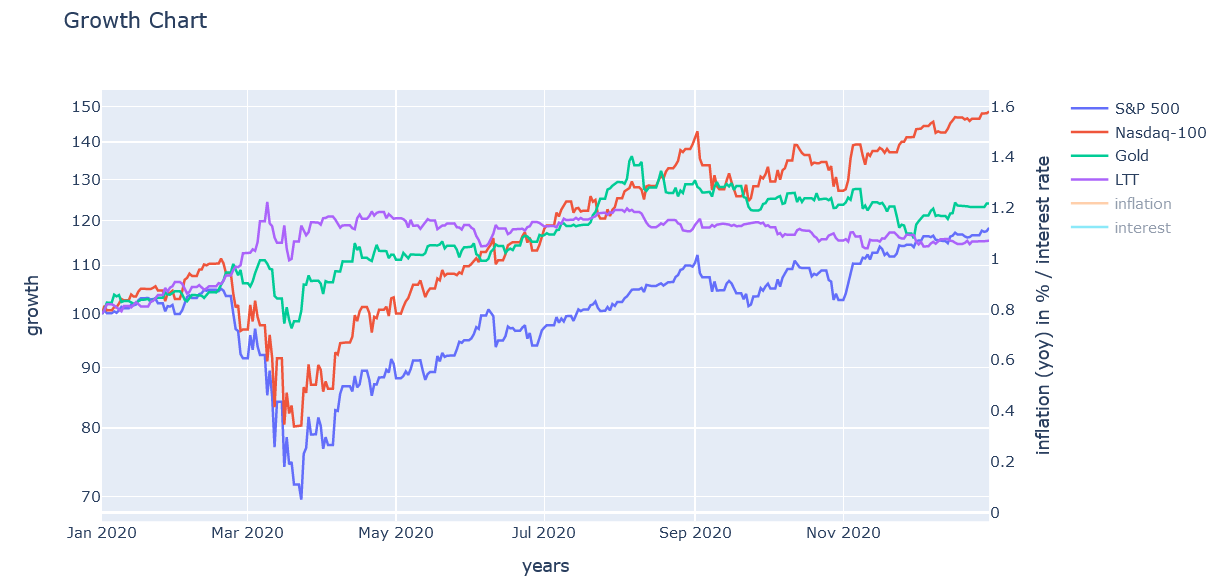 Growth Chart
150
140
130
120
110
100
90
80
70
growth
1.6
1.4
1.2
1
0.8
0.6
0.4
0.2
0
inflation (yoy) in % / interest rate
Jan 2020
Mar 2020
May 2020
Jul 2020
Sep 2020
Nov 2020
years
S&P 500
Nasdaq-100
Gold
LTT
inflation
interest